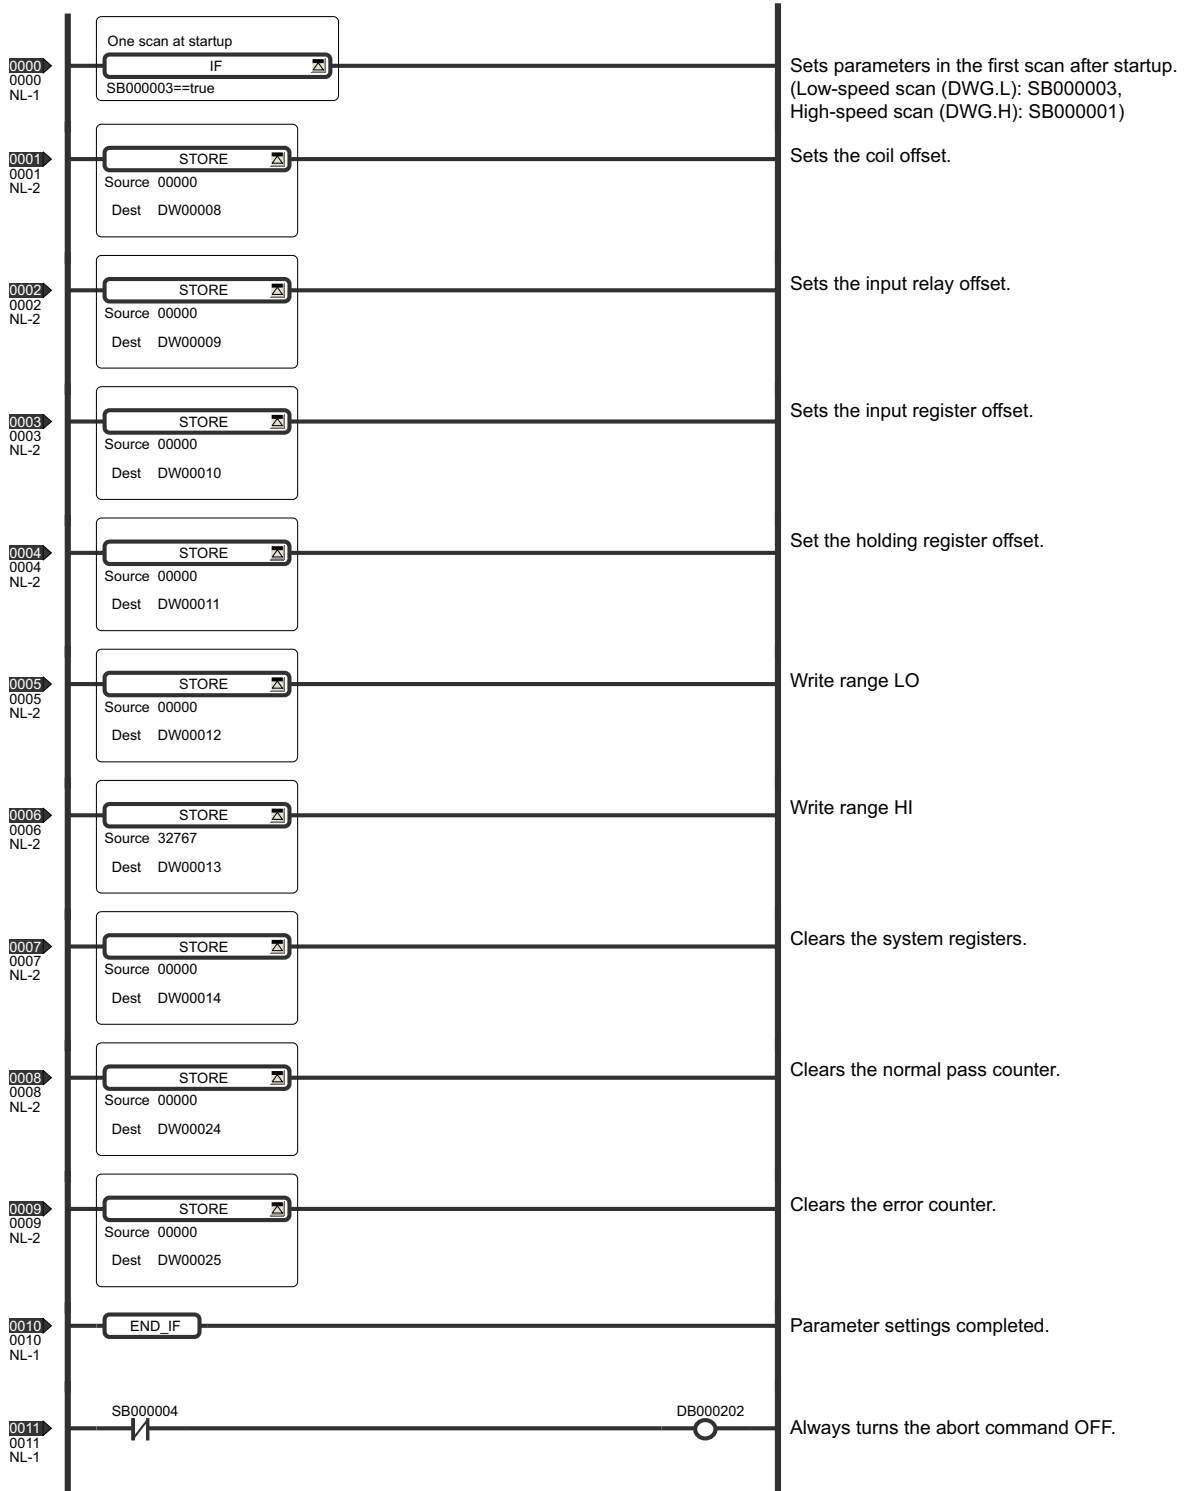 One scan at startup
0000
0000
NL-1
IF
SB000003==true
Sets parameters in the first scan after startup.
(Low-speed scan (DWG.L): SB000003,
High-speed scan (DWG.H): SB000001)
0001
0001
NL-2
STORE
Source 00000
Dest DW00008
Sets the coil offset.
0002
0002
NL-2
STORE
Source 00000
Dest DW00009
Sets the input relay offset.
0003
0003
NL-2
STORE
Source 00000
Dest DW00010
Sets the input register offset.
0004
0004
NL-2
STORE
Source 00000
Dest DW00011
Set the holding register offset.
0005
0005
NL-2
STORE
Source 00000
Dest DW00012
Write range LO
0006
0006
NL-2
STORE
Source 32767
Dest DW00013
Write range HI
0007
0007
NL-2
STORE
Source 00000
Dest DW00014
Clears the system registers.
0008
0008
NL-2
STORE
Source 00000
Dest DW00024
Clears the normal pass counter.
0009
0009
NL-2
STORE
Source 00000
Dest DW00025
Clears the error counter.
0010
0010
NL-1
END_IF
Parameter settings completed.
0011
0011
NL-1
SB000004
DB000202
Always turns the abort command OFF.